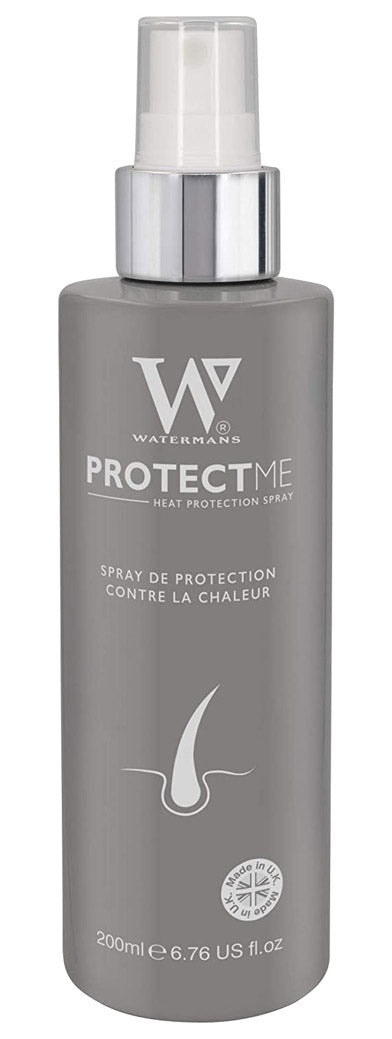 W
®
WATERMANS
PROTECTME
HEAT PROTECTION SPRAY
SPRAY DE PROTECTION
CONTRE LA CHALEUR
Made in U.K.
Made in U.K.
200ml ℮ 6.76 US fl.oz